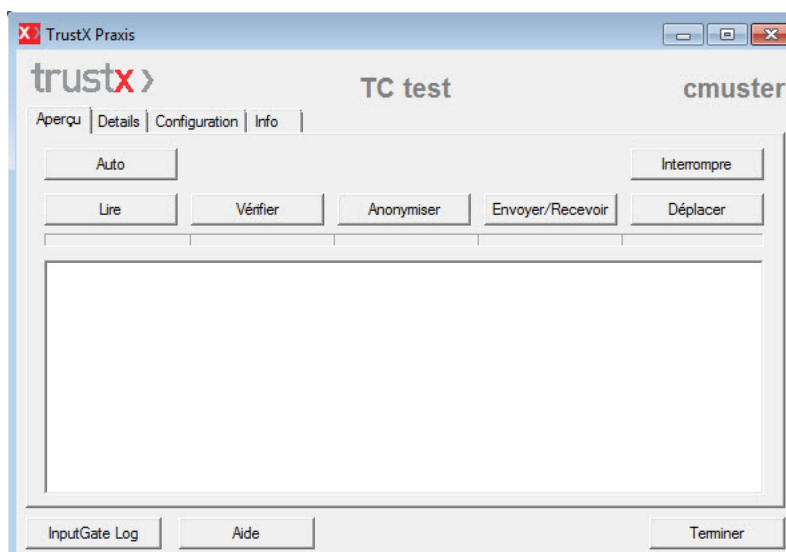 TrustX Praxis
trustx TC test cmuster
Aperçu Details Configuration Info
Auto Interrompre
Lire Vérifier Anonymiser Envoyer/Recevoir Déplacer
InputGate Log Aide Terminer